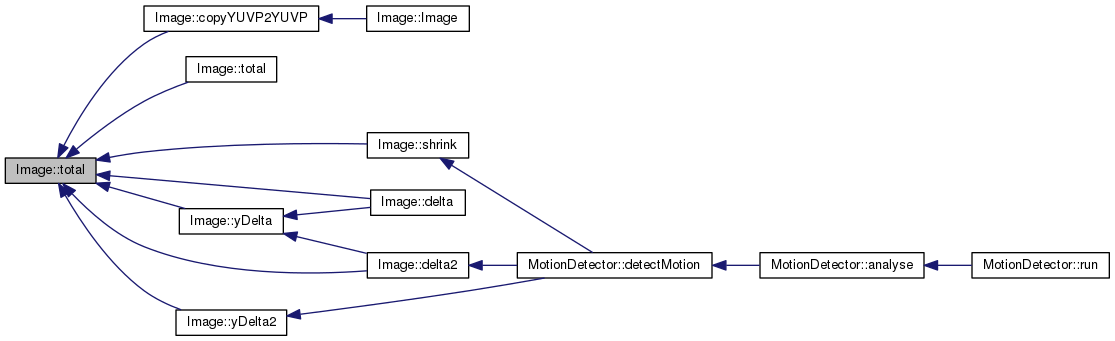 Image::copyYUVP2YUVP
Image::Image
Image::total
Image::shrink
Image::total
Image::delta
Image::yDelta
Image::delta2
MotionDetector::detectMotion
MotionDetector::analyse
MotionDetector::run
Image::yDelta2